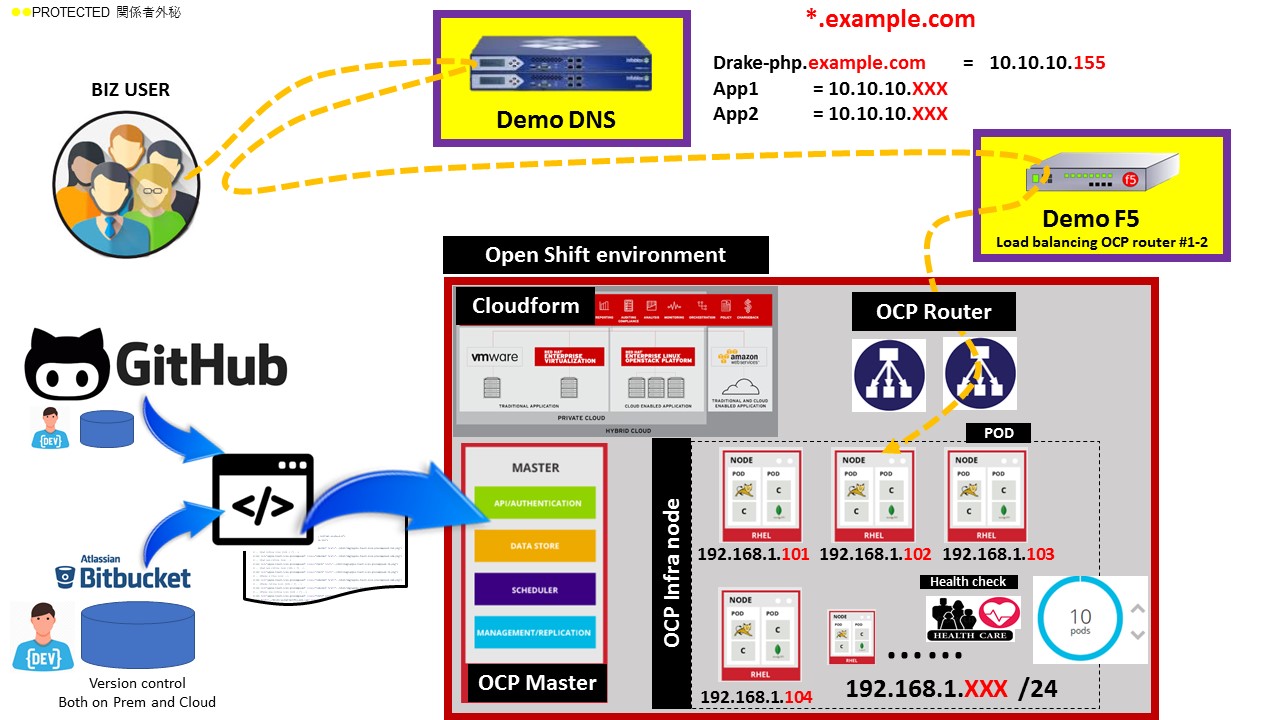 PROTECTED 関係者外秘
*.example.com
BIZ USER
Infoblox
Demo DNS
Drake-php.example.com = 10.10.10.155
App1 = 10.10.10.XXX
App2 = 10.10.10.XXX
f5
Demo F5
Load balancing OCP router #1-2
Open Shift environment
Cloudform
REPORTING
AUDITING
COMPLIANCE
ANALYSIS
MONITORING
ORCHESTRATION
POLICY
CHARGEBACK
vmware
RED HAT
ENTERPRISE
VIRTUALIZATION
RED HAT
ENTERPRISE LINUX
OPENSTACK PLATFORM
amazon
webservices
TRADITIONAL APPLICATION
CLOUD ENABLED APPLICATION
TRADITIONAL AND CLOUD
ENABLED APPLICATION
PRIVATE CLOUD
HYBRID CLOUD
OCP Router
GitHub
{DEV}
</>
Atlassian
Bitbucket
{DEV}
Version control
Both on Prem and Cloud
MASTER
API/AUTHENTICATION
DATA STORE
SCHEDULER
MANAGEMENT/REPLICATION
OCP Master
OCP Infra node
POD
NODE
POD POD
C
C
RHEL
192.168.1.101
NODE
POD POD
C
C
RHEL
192.168.1.102
NODE
POD POD
C
C
RHEL
192.168.1.103
NODE
POD POD
C
C
RHEL
192.168.1.104
NODE
POD POD
C
C
RHEL
......
Health check
HEALTH CARE
10
pods
192.168.1.XXX /24